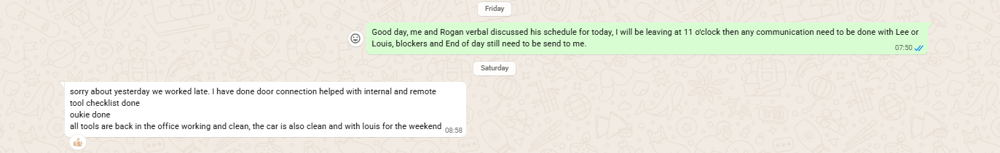 Friday
Good day, me and Rogan verbal discussed his schedule for today, I will be leaving at 11 o'clock then any communication need to be done with Lee or
Louis, blockers and End of day still need to be send to me.
07:50
Saturday
sorry about yesterday we worked late. I have done door connection helped with internal and remote
tool checklist done
oukie done
all tools are back in the office working and clean, the car is also clean and with louis for the weekend
08:58